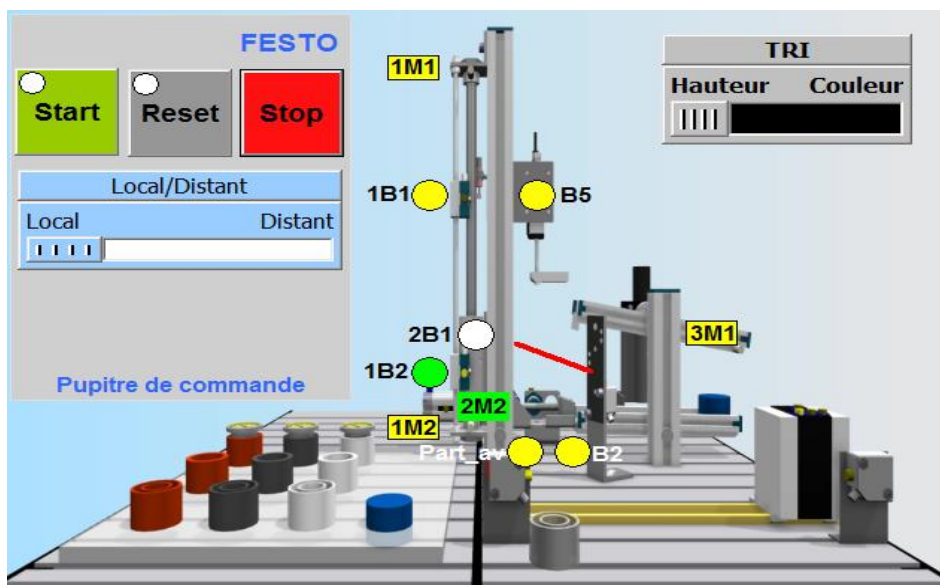 FESTO
Start
Reset
Stop
Local/Distant
Local
Distant
Pupitre de commande
1M1
1B1
B5
2B1
1B2
2M2
1M2
Part_av
B2
3M1
TRI
Hauteur
Couleur